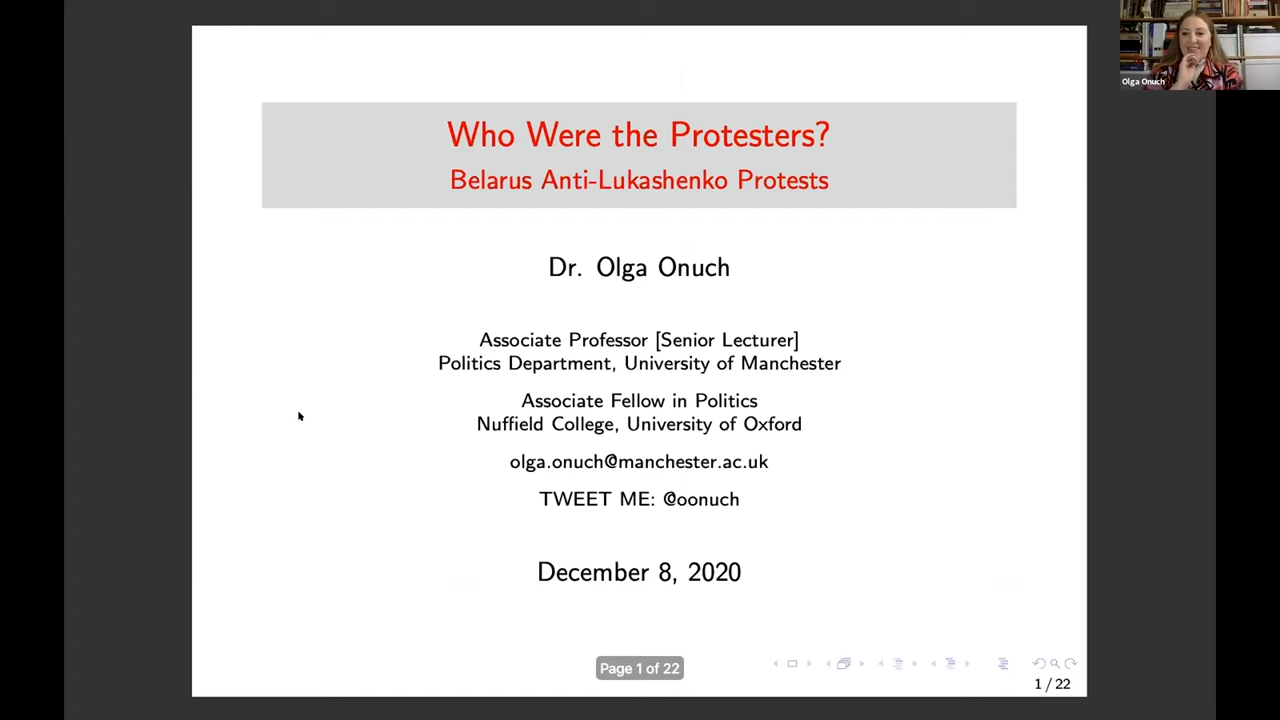 Who Were the Protesters?
Belarus Anti-Lukashenko Protests
Dr. Olga Onuch
Associate Professor [Senior Lecturer]
Politics Department, University of Manchester
Associate Fellow in Politics
Nuffield College, University of Oxford
olga.onuch@manchester.ac.uk
TWEET ME: @oonuch
December 8, 2020
Page 1 of 22
1 / 22
Olga Onuch